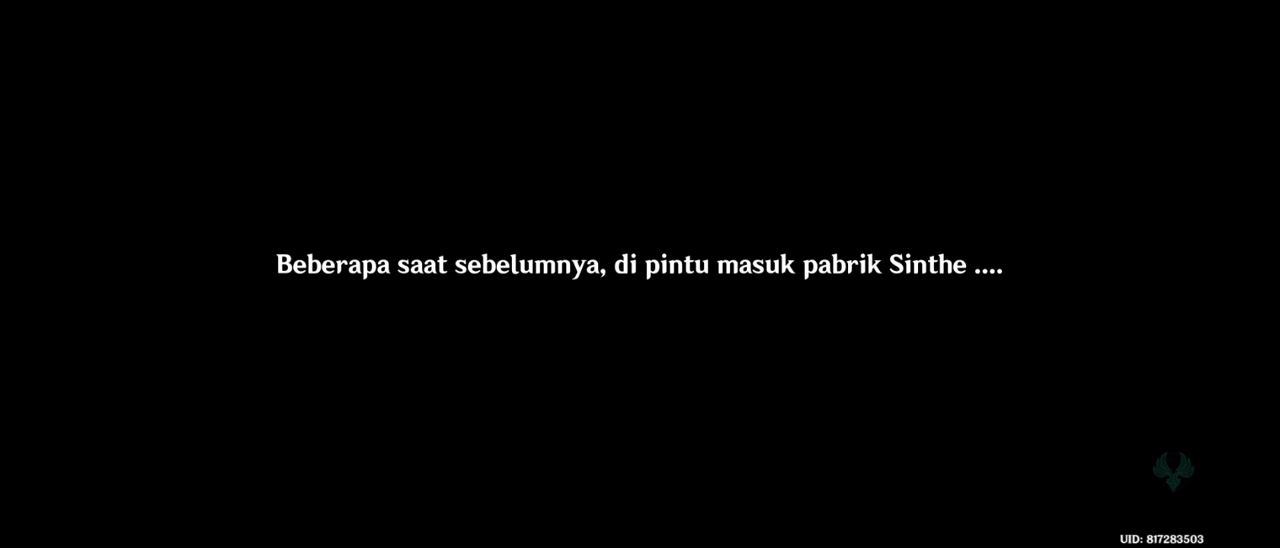 Beberapa saat sebelumnya, di pintu masuk pabrik Sinthe ....
UID: 817283503